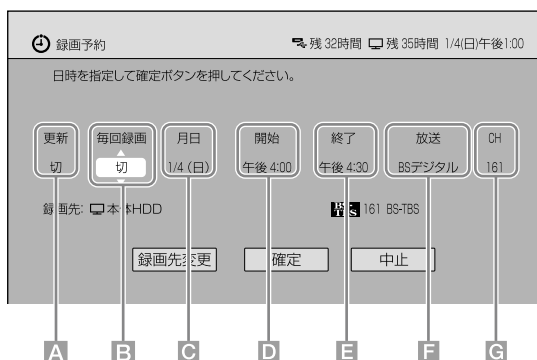 録画予約 残 32時間 残 35時間 1/4(日)午後1:00
日時を指定して確定ボタンを押してください。
更新 毎回録画 月日 開始 終了 放送 CH
切 切 1/4 (日) 午後 4:00 午後 4:30 BSデジタル 161
録画先: 本体HDD BS-TBS 161 BS-TBS
録画先変更 確定 中止
A B C D E F G